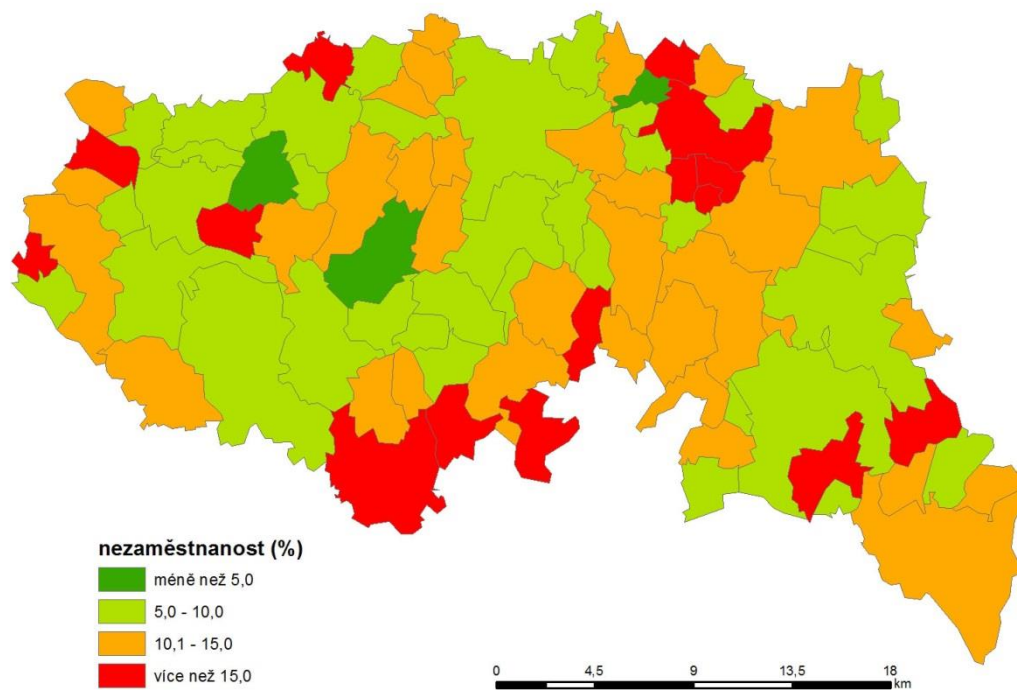 nezaměstnanost (%)
méně než 5,0
5,0 - 10,0
10,1 - 15,0
více než 15,0
0 4,5 9 13,5 18
km